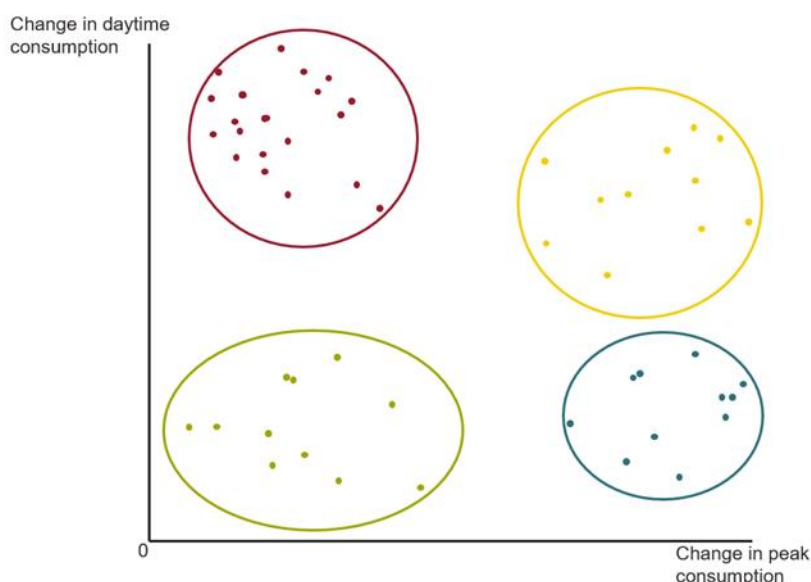 Change in daytime
consumption
0
Change in peak
consumption